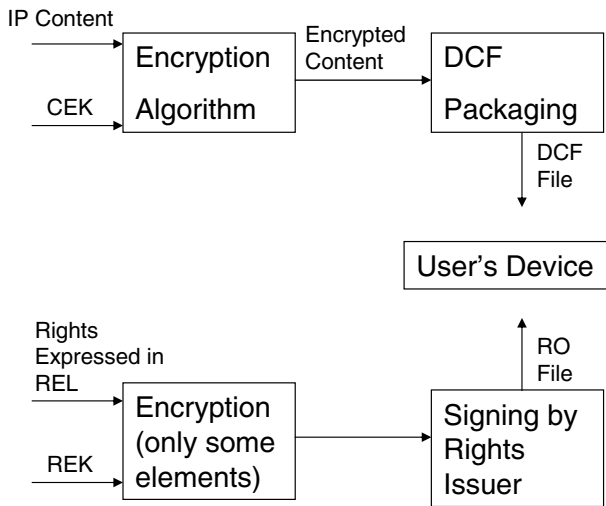 IP Content
CEK
Encryption
Algorithm
Encrypted
Content
DCF
Packaging
DCF
File
User's Device
Rights
Expressed in
REL
REK
Encryption
(only some
elements)
RO
File
Signing by
Rights
Issuer